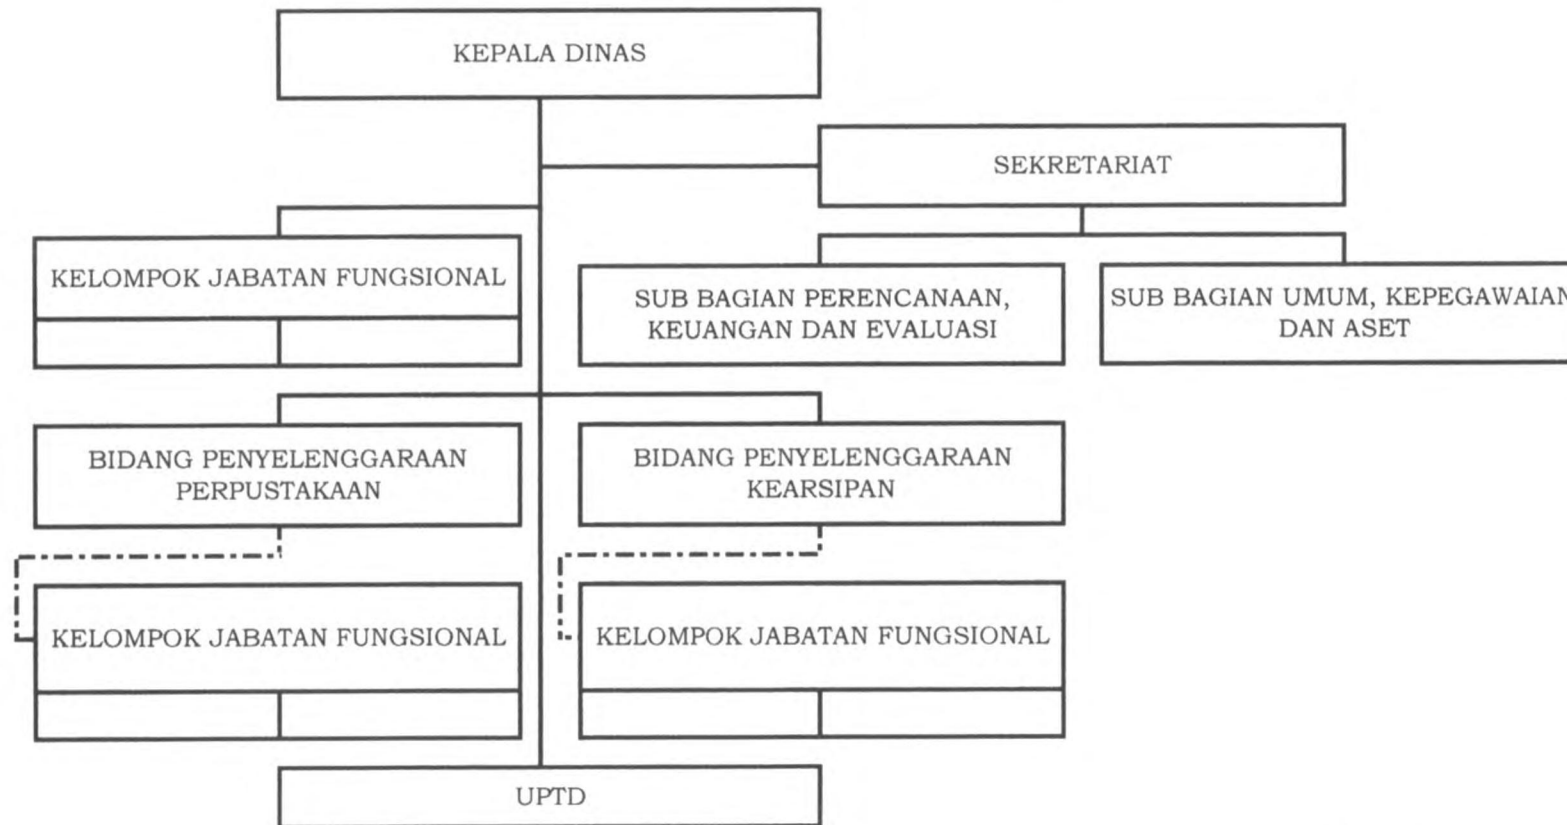 KEPALA DINAS
SEKRETARIAT
KELOMPOK JABATAN FUNGSIONAL
SUB BAGIAN PERENCANAAN,
KEUANGAN DAN EVALUASI
SUB BAGIAN UMUM, KEPEGAWAIAN
DAN ASET
BIDANG PENYELENGGARAAN
PERPUSTAKAAN
BIDANG PENYELENGGARAAN
KEARSIPAN
KELOMPOK JABATAN FUNGSIONAL
KELOMPOK JABATAN FUNGSIONAL
UPTD